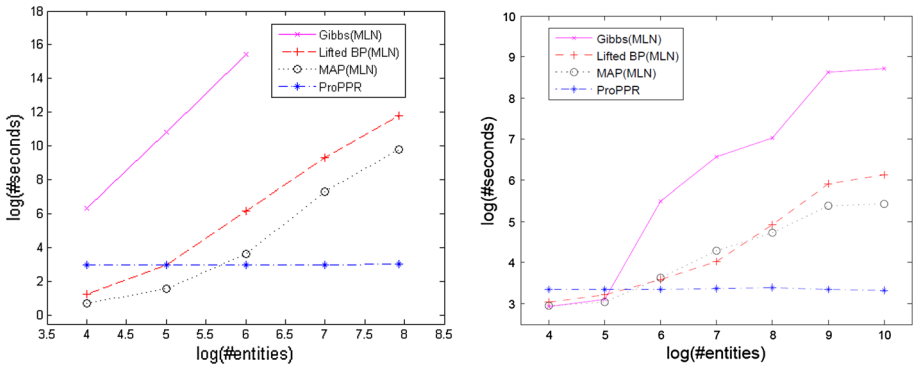 18
16
14
12
10
8
6
4
2
0
log(#seconds)
Gibbs(MLN)
Lifted BP(MLN)
MAP(MLN)
ProPPR
3.5 4 4.5 5 5.5 6 6.5 7 7.5 8 8.5
log(#entities)
10
9
8
7
6
5
4
3
log(#seconds)
Gibbs(MLN)
Lifted BP(MLN)
MAP(MLN)
ProPPR
4 5 6 7 8 9 10
log(#entities)